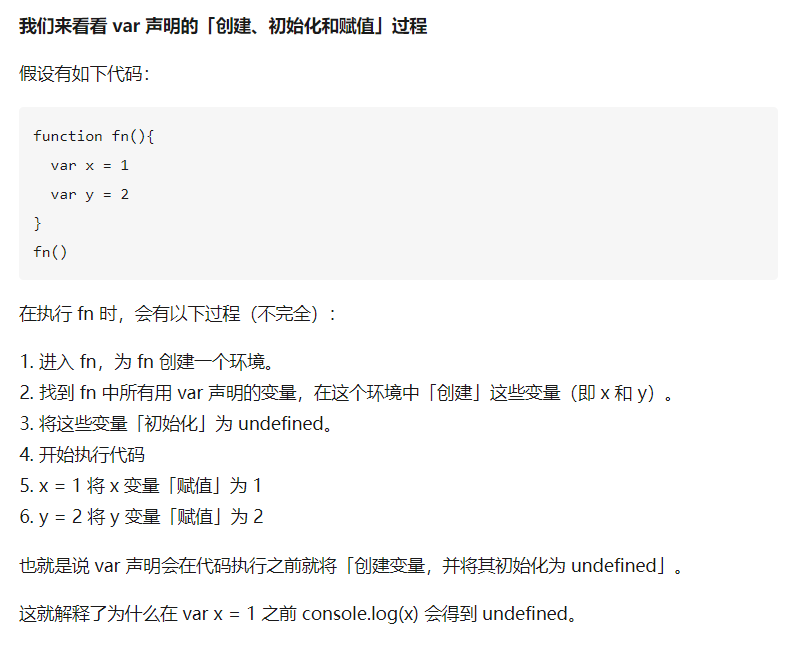 我们来看看 var 声明的「创建、初始化和赋值」过程
假设有如下代码：
function fn(){
  var x = 1
  var y = 2
}
fn()
在执行 fn 时，会有以下过程（不完全）：
1. 进入 fn，为 fn 创建一个环境。
2. 找到 fn 中所有用 var 声明的变量，在这个环境中「创建」这些变量（即 x 和 y）。
3. 将这些变量「初始化」为 undefined。
4. 开始执行代码
5. x = 1 将 x 变量「赋值」为 1
6. y = 2 将 y 变量「赋值」为 2
也就是说 var 声明会在代码执行之前就将「创建变量，并将其初始化为 undefined」。
这就解释了为什么在 var x = 1 之前 console.log(x) 会得到 undefined。